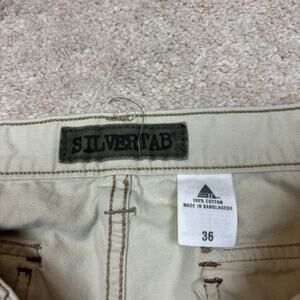 SILVERTAB®
100% COTTON
MADE IN BANGLADESH
36